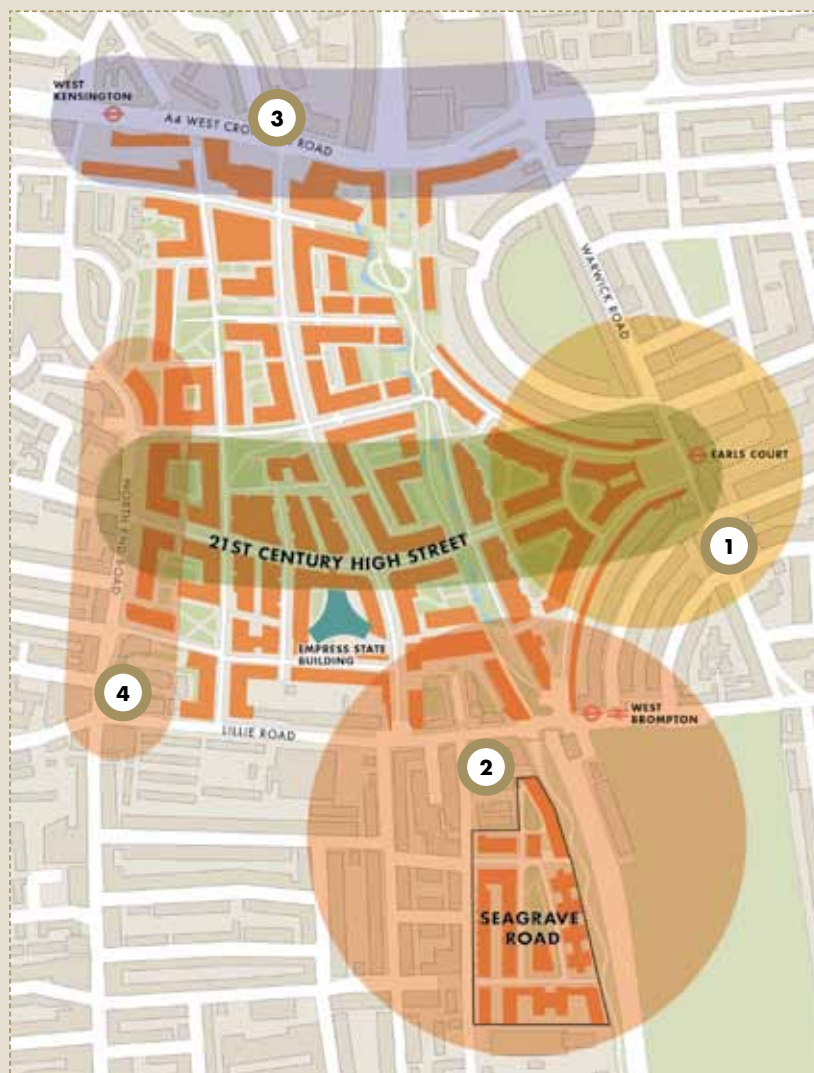 WEST
KENSINGTON
3
A4 WEST CRO
ROAD
WARWICK ROAD
EARLS COURT
1
NORTH END ROAD
21ST CENTURY HIGH STREET
EMPRESS STATE
BUILDING
4
LILLIE ROAD
WEST
BROMPTON
2
SEAGRAVE
ROAD